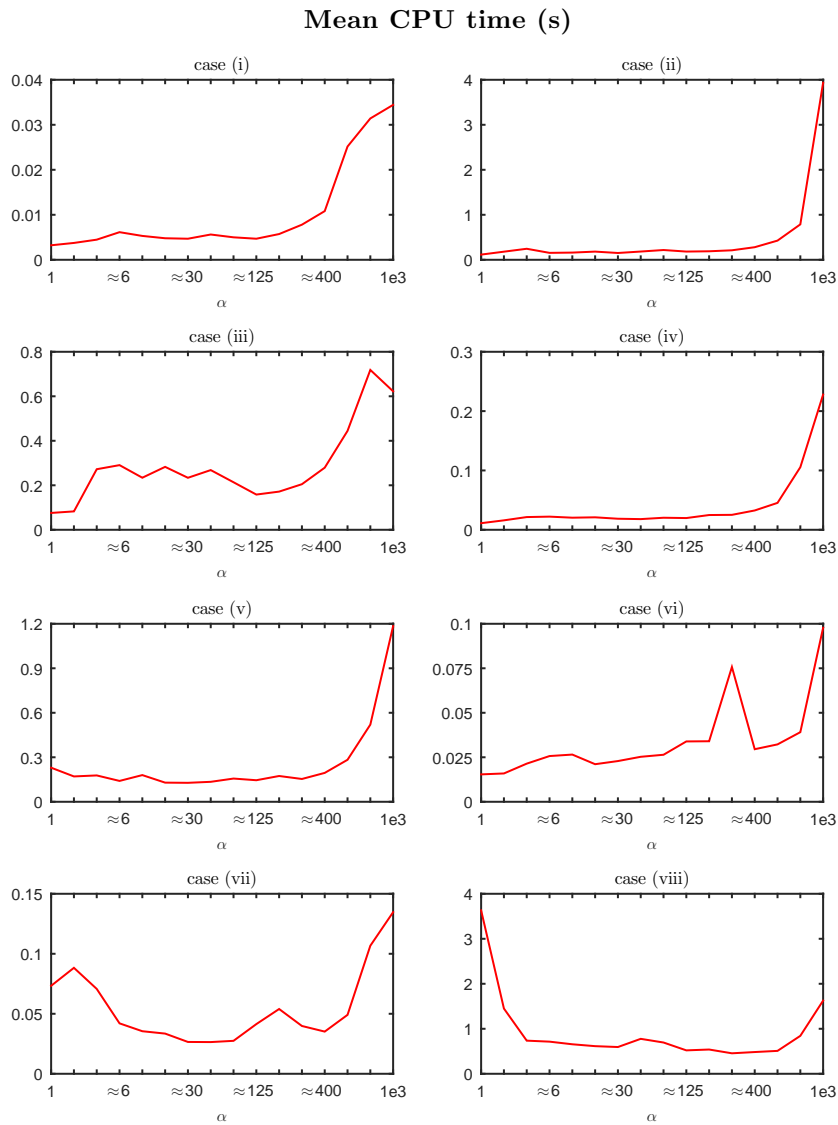 Mean CPU time (s)
case (i)
0.04
0.03
0.02
0.01
0
1 ≈6 ≈30 ≈125 ≈400 1e3
α
case (ii)
4
3
2
1
0
1 ≈6 ≈30 ≈125 ≈400 1e3
α
case (iii)
0.8
0.6
0.4
0.2
0
1 ≈6 ≈30 ≈125 ≈400 1e3
α
case (iv)
0.3
0.2
0.1
0
1 ≈6 ≈30 ≈125 ≈400 1e3
α
case (v)
1.2
0.9
0.6
0.3
0
1 ≈6 ≈30 ≈125 ≈400 1e3
α
case (vi)
0.1
0.075
0.05
0.025
0
1 ≈6 ≈30 ≈125 ≈400 1e3
α
case (vii)
0.15
0.1
0.05
0
1 ≈6 ≈30 ≈125 ≈400 1e3
α
case (viii)
4
3
2
1
0
1 ≈6 ≈30 ≈125 ≈400 1e3
α